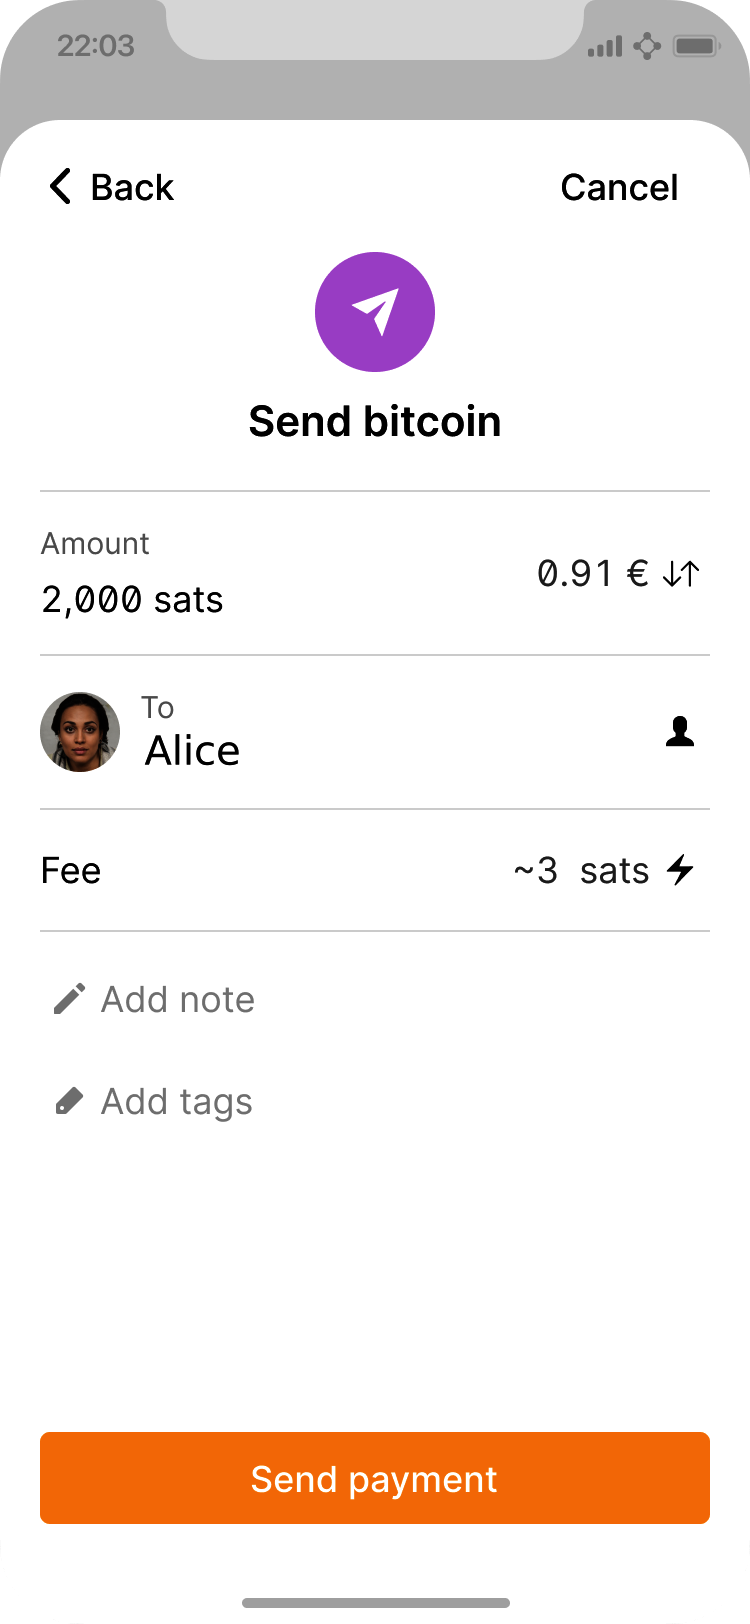 22:03
Back
Cancel
Send bitcoin
Amount
2,000 sats
0.91 €
To
Alice
Fee
~3 sats
Add note
Add tags
Send payment